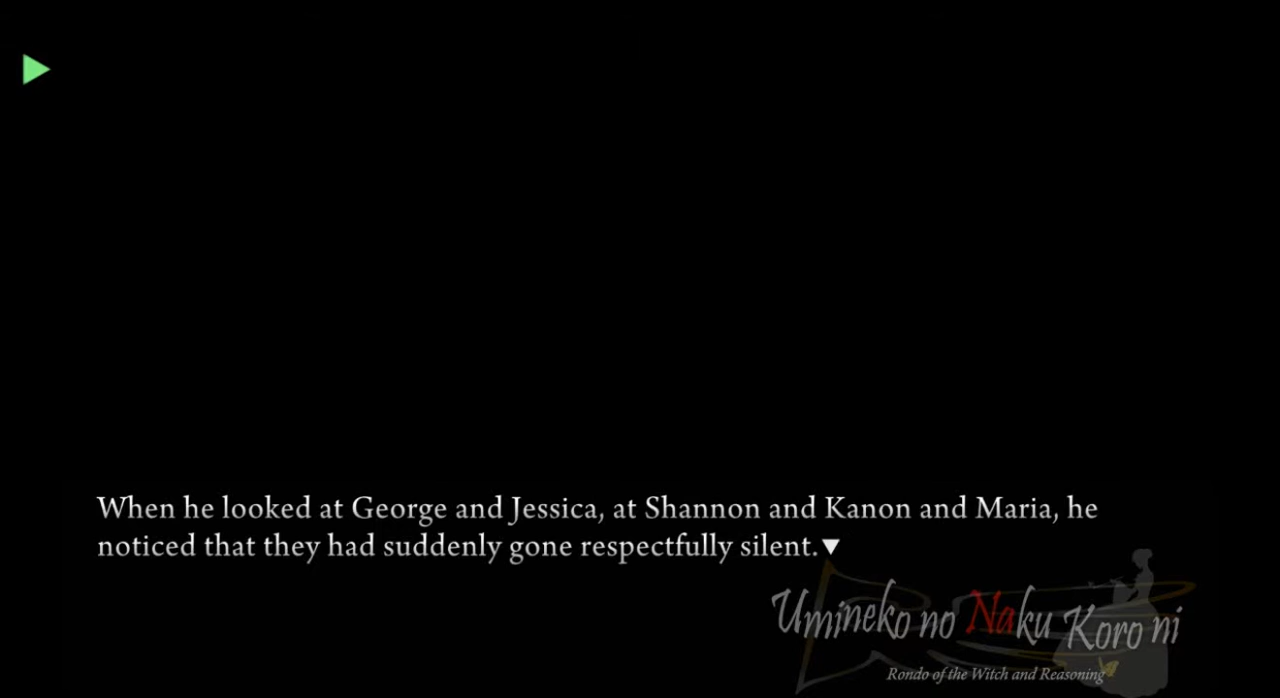 When he looked at George and Jessica, at Shannon and Kanon and Maria, he
noticed that they had suddenly gone respectfully silent.
Umineko no Naku Koro ni
Rondo of the Witch and Reasoning